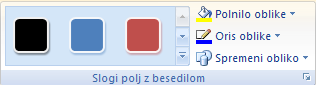 Polnilo oblike
Oris oblike
Spremeni obliko
Slogi polj z besedilom